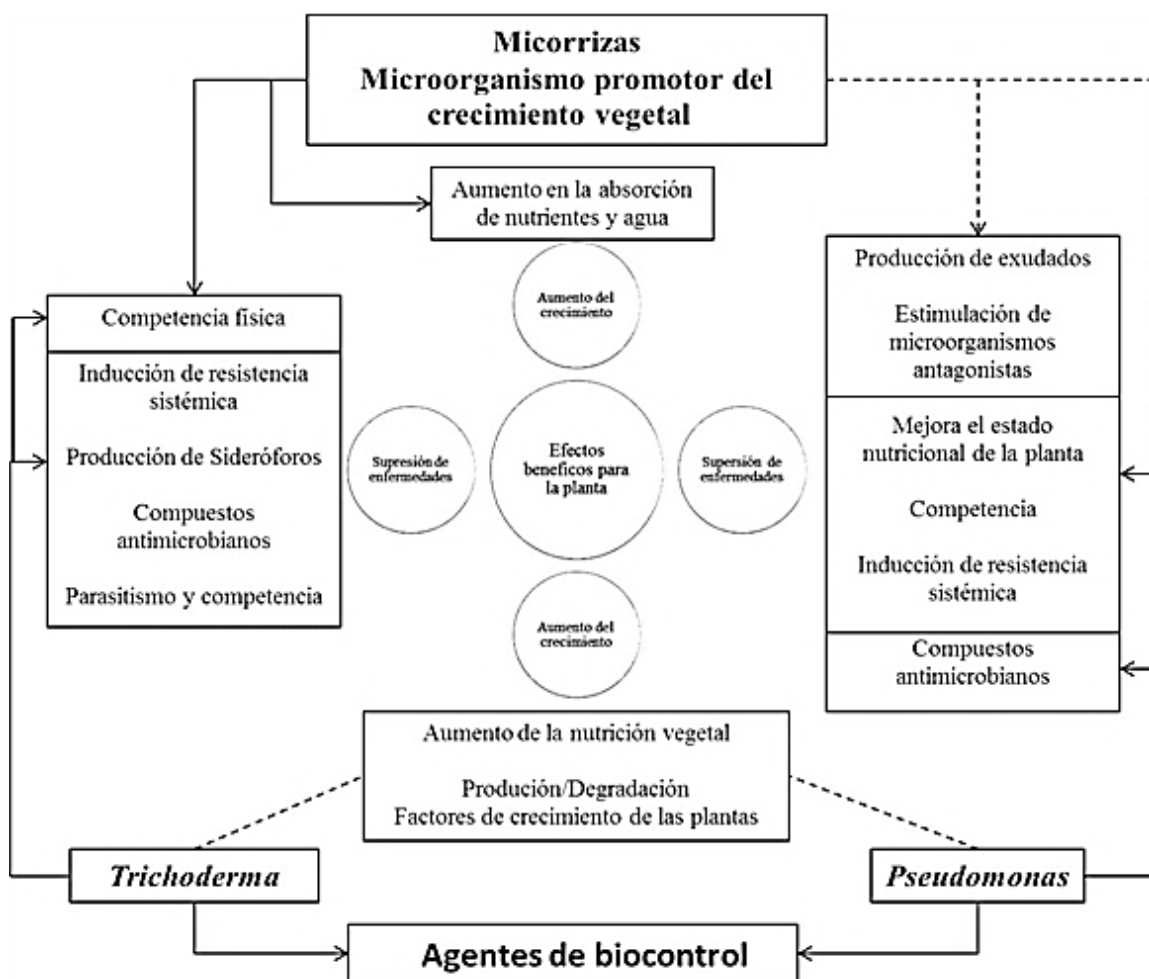 Micorrizas
Microorganismo promotor del
crecimiento vegetal
Aumento en la absorción
de nutrientes y agua
Aumento del
crecimiento
Competencia física
Inducción de resistencia
sistémica
Producción de Sideróforos
Compuestos
antimicrobianos
Parasitismo y competencia
Supresión de
enfermedades
Efectos
beneficos para
la planta
Supersión de
enfermedades
Producción de exudados
Estimulación de
microorganismos
antagonistas
Mejora el estado
nutricional de la planta
Competencia
Inducción de resistencia
sistémica
Compuestos
antimicrobianos
Aumento del
crecimiento
Aumento de la nutrición vegetal
Produción/Degradación
Factores de crecimiento de las plantas
Trichoderma
Pseudomonas
Agentes de biocontrol